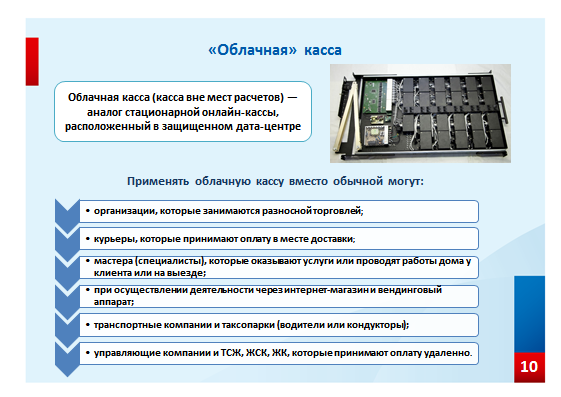 «Облачная» касса
Облачная касса (касса вне мест расчетов) —
аналог стационарной онлайн-кассы,
расположенный в защищенном дата-центре
Применять облачную кассу вместо обычной могут:
• организации, которые занимаются разносной торговлей;
• курьеры, которые принимают оплату в месте доставки;
• мастера (специалисты), которые оказывают услуги или проводят работы дома у
клиента или на выезде;
• при осуществлении деятельности через интернет-магазин и вендинговый
аппарат;
• транспортные компании и таксопарки (водители или кондукторы);
• управляющие компании и ТСЖ, ЖСК, ЖК, которые принимают оплату удаленно.
10